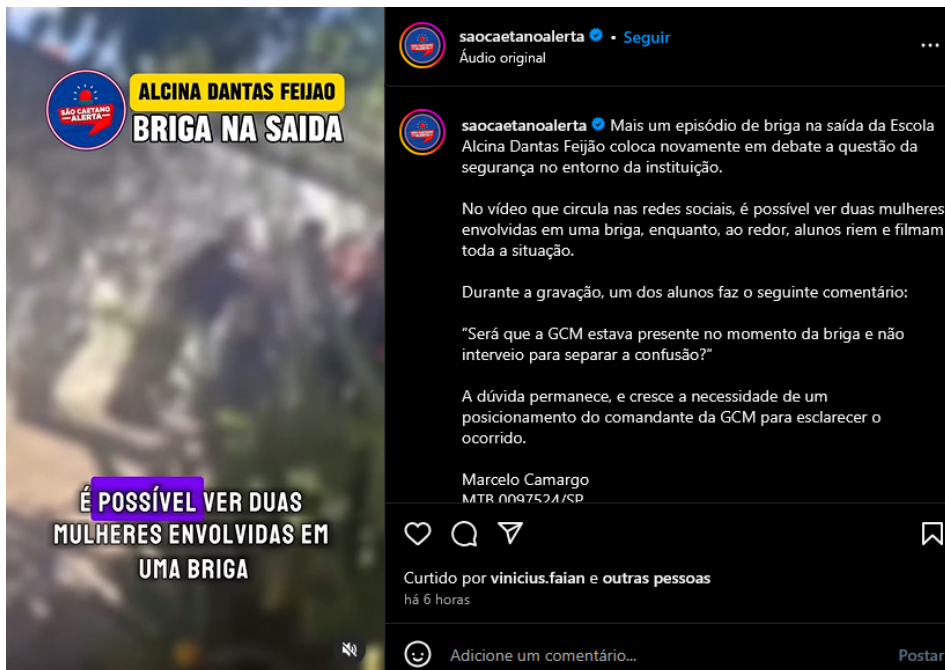 SÃO CAETANO
ALERTA
ALCINA DANTAS FEIJAO
BRIGA NA SAIDA
É POSSÍVEL VER DUAS
MULHERES ENVOLVIDAS EM
UMA BRIGA
saocaetanoalerta • Seguir
Áudio original
saocaetanoalerta Mais um episódio de briga na saída da Escola
Alcina Dantas Feijão coloca novamente em debate a questão da
segurança no entorno da instituição.
No vídeo que circula nas redes sociais, é possível ver duas mulheres
envolvidas em uma briga, enquanto, ao redor, alunos riem e filmam
toda a situação.
Durante a gravação, um dos alunos faz o seguinte comentário:
"Será que a GCM estava presente no momento da briga e não
interveio para separar a confusão?"
A dúvida permanece, e cresce a necessidade de um
posicionamento do comandante da GCM para esclarecer o
ocorrido.
Marcelo Camargo
MTB 0097524/SP
Curtido por vinicius.faian e outras pessoas
há 6 horas
Adicione um comentário...
Postar